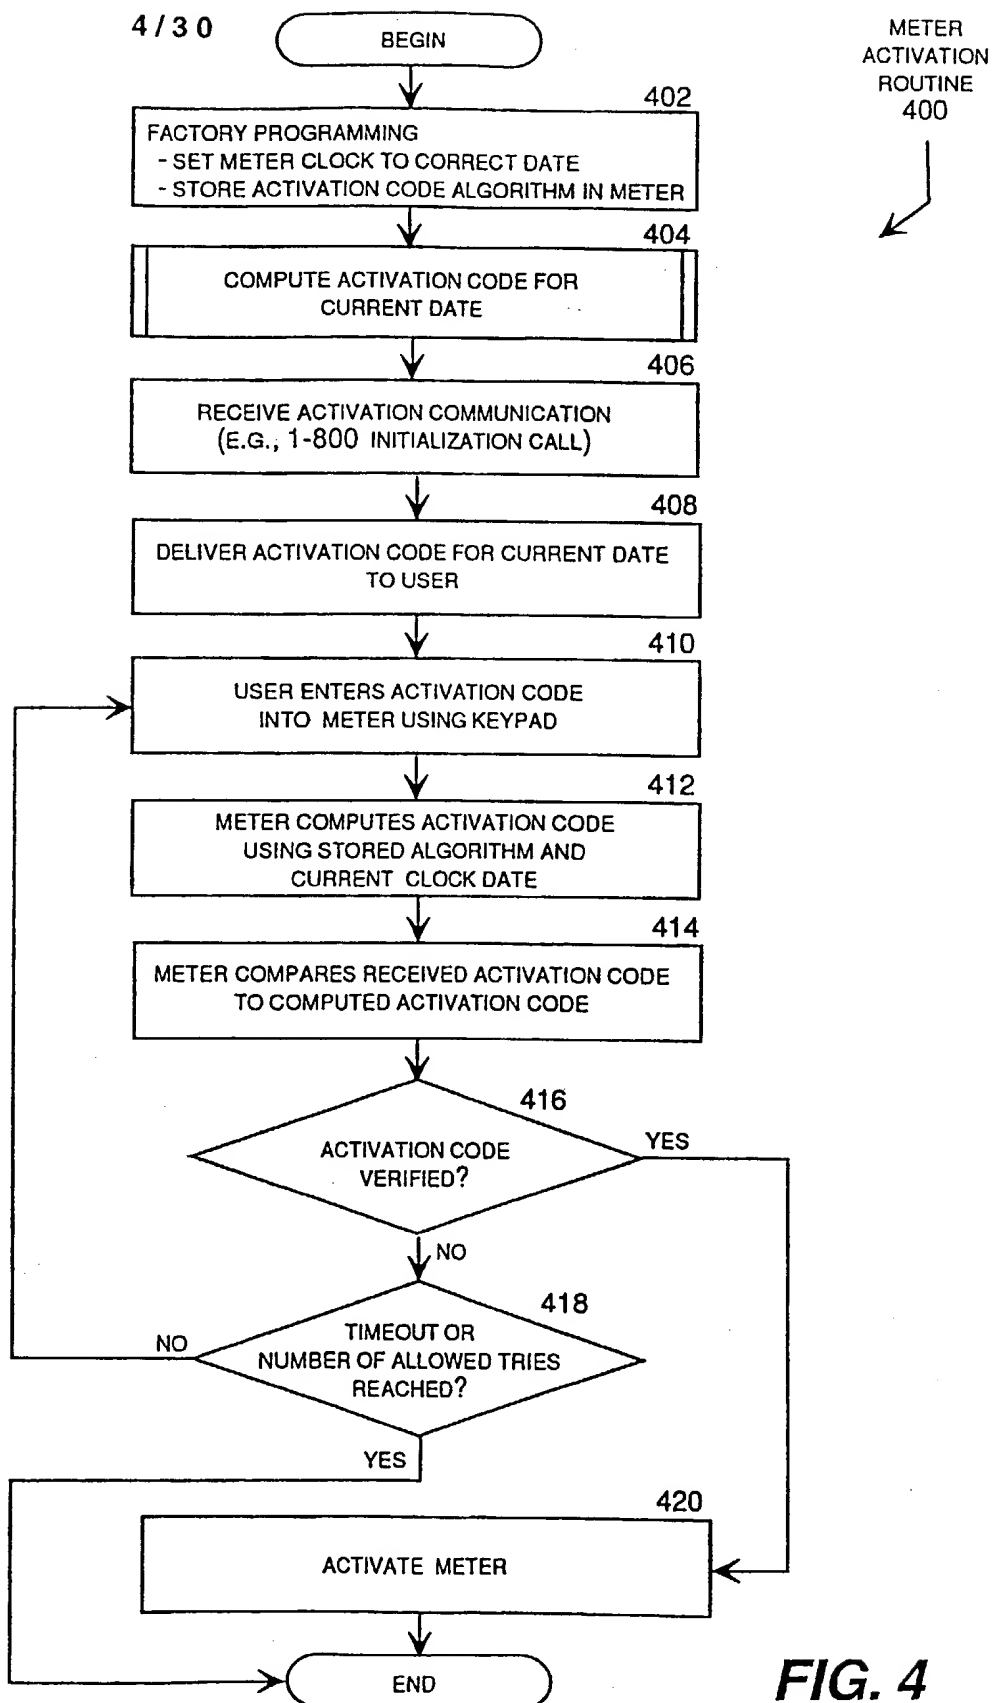 4/30
BEGIN
METER
ACTIVATION
ROUTINE
400
402
FACTORY PROGRAMMING
- SET METER CLOCK TO CORRECT DATE
- STORE ACTIVATION CODE ALGORITHM IN METER
404
COMPUTE ACTIVATION CODE FOR
CURRENT DATE
406
RECEIVE ACTIVATION COMMUNICATION
(E.G., 1-800 INITIALIZATION CALL)
408
DELIVER ACTIVATION CODE FOR CURRENT DATE
TO USER
410
USER ENTERS ACTIVATION CODE
INTO METER USING KEYPAD
412
METER COMPUTES ACTIVATION CODE
USING STORED ALGORITHM AND
CURRENT CLOCK DATE
414
METER COMPARES RECEIVED ACTIVATION CODE
TO COMPUTED ACTIVATION CODE
416
ACTIVATION CODE
VERIFIED?
YES
NO
418
TIMEOUT OR
NUMBER OF ALLOWED TRIES
REACHED?
NO
YES
420
ACTIVATE METER
END
FIG. 4